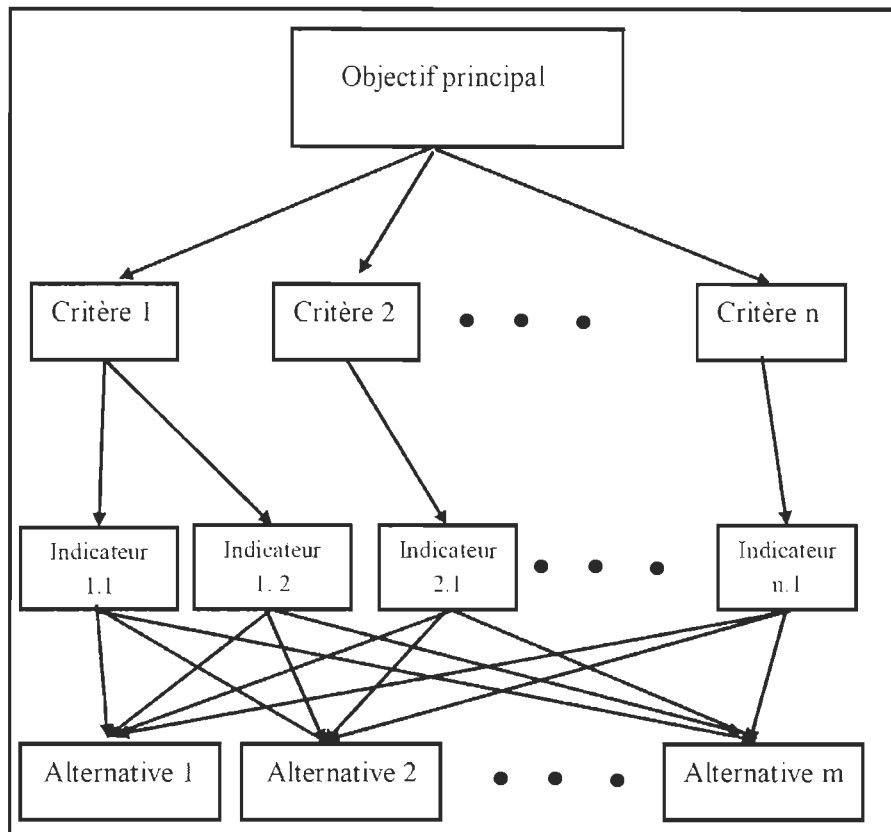 Objectif principal
Critère 1
Critère 2
Critère n
Indicateur
1.1
Indicateur
1.2
Indicateur
2.1
Indicateur
n.1
Alternative 1
Alternative 2
Alternative m